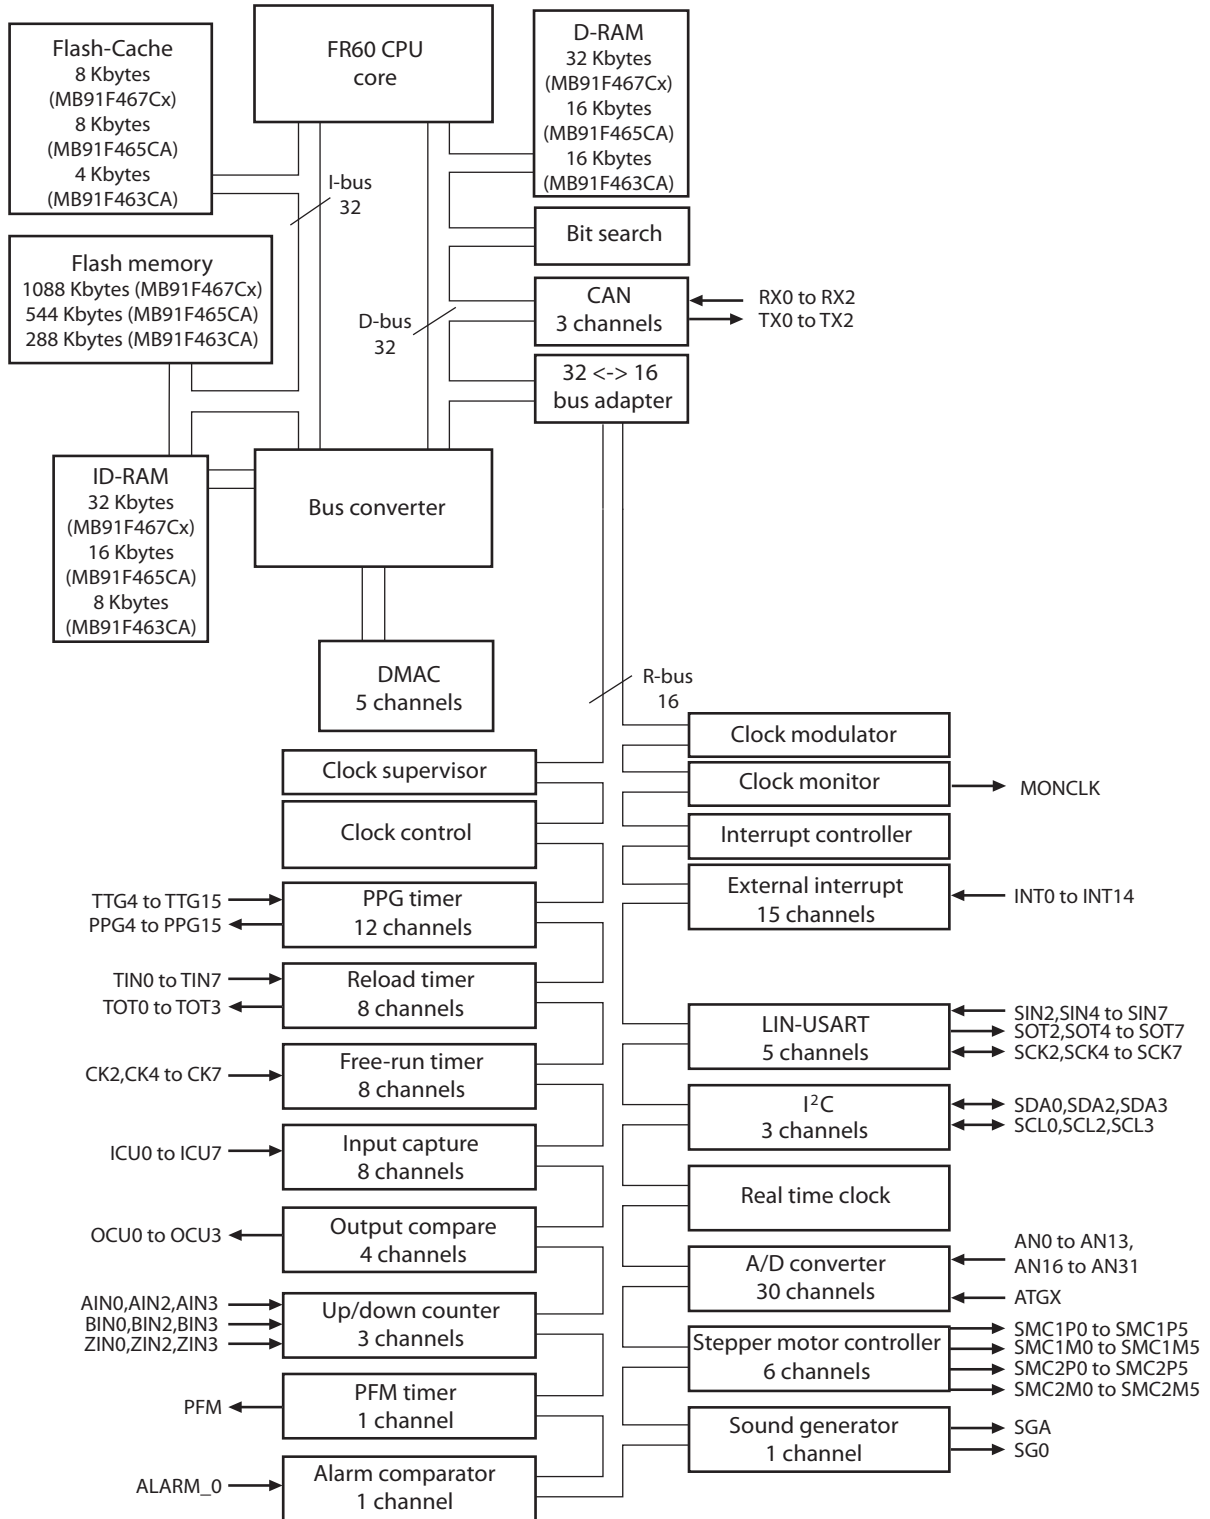 Flash-Cache
8 Kbytes
(MB91F467Cx)
8 Kbytes
(MB91F465CA)
4 Kbytes
(MB91F463CA)
FR60 CPU
core
D-RAM
32 Kbytes
(MB91F467Cx)
16 Kbytes
(MB91F465CA)
16 Kbytes
(MB91F463CA)
I-bus
32
Bit search
Flash memory
1088 Kbytes (MB91F467Cx)
544 Kbytes (MB91F465CA)
288 Kbytes (MB91F463CA)
CAN
3 channels
RX0 to RX2
TX0 to TX2
D-bus
32
32 <-> 16
bus adapter
ID-RAM
32 Kbytes
(MB91F467Cx)
16 Kbytes
(MB91F465CA)
8 Kbytes
(MB91F463CA)
Bus converter
DMAC
5 channels
R-bus
16
Clock modulator
Clock supervisor
Clock monitor
MONCLK
Clock control
Interrupt controller
TTG4 to TTG15
PPG4 to PPG15
PPG timer
12 channels
External interrupt
15 channels
INT0 to INT14
TIN0 to TIN7
TOT0 to TOT3
Reload timer
8 channels
LIN-USART
5 channels
SIN2,SIN4 to SIN7
SOT2,SOT4 to SOT7
SCK2,SCK4 to SCK7
CK2,CK4 to CK7
Free-run timer
8 channels
I²C
3 channels
SDA0,SDA2,SDA3
SCL0,SCL2,SCL3
ICU0 to ICU7
Input capture
8 channels
Real time clock
OCU0 to OCU3
Output compare
4 channels
A/D converter
30 channels
AN0 to AN13,
AN16 to AN31
ATGX
AIN0,AIN2,AIN3
BIN0,BIN2,BIN3
ZIN0,ZIN2,ZIN3
Up/down counter
3 channels
Stepper motor controller
6 channels
SMC1P0 to SMC1P5
SMC1M0 to SMC1M5
SMC2P0 to SMC2P5
SMC2M0 to SMC2M5
PFM
PFM timer
1 channel
Sound generator
1 channel
SGA
SG0
ALARM_0
Alarm comparator
1 channel